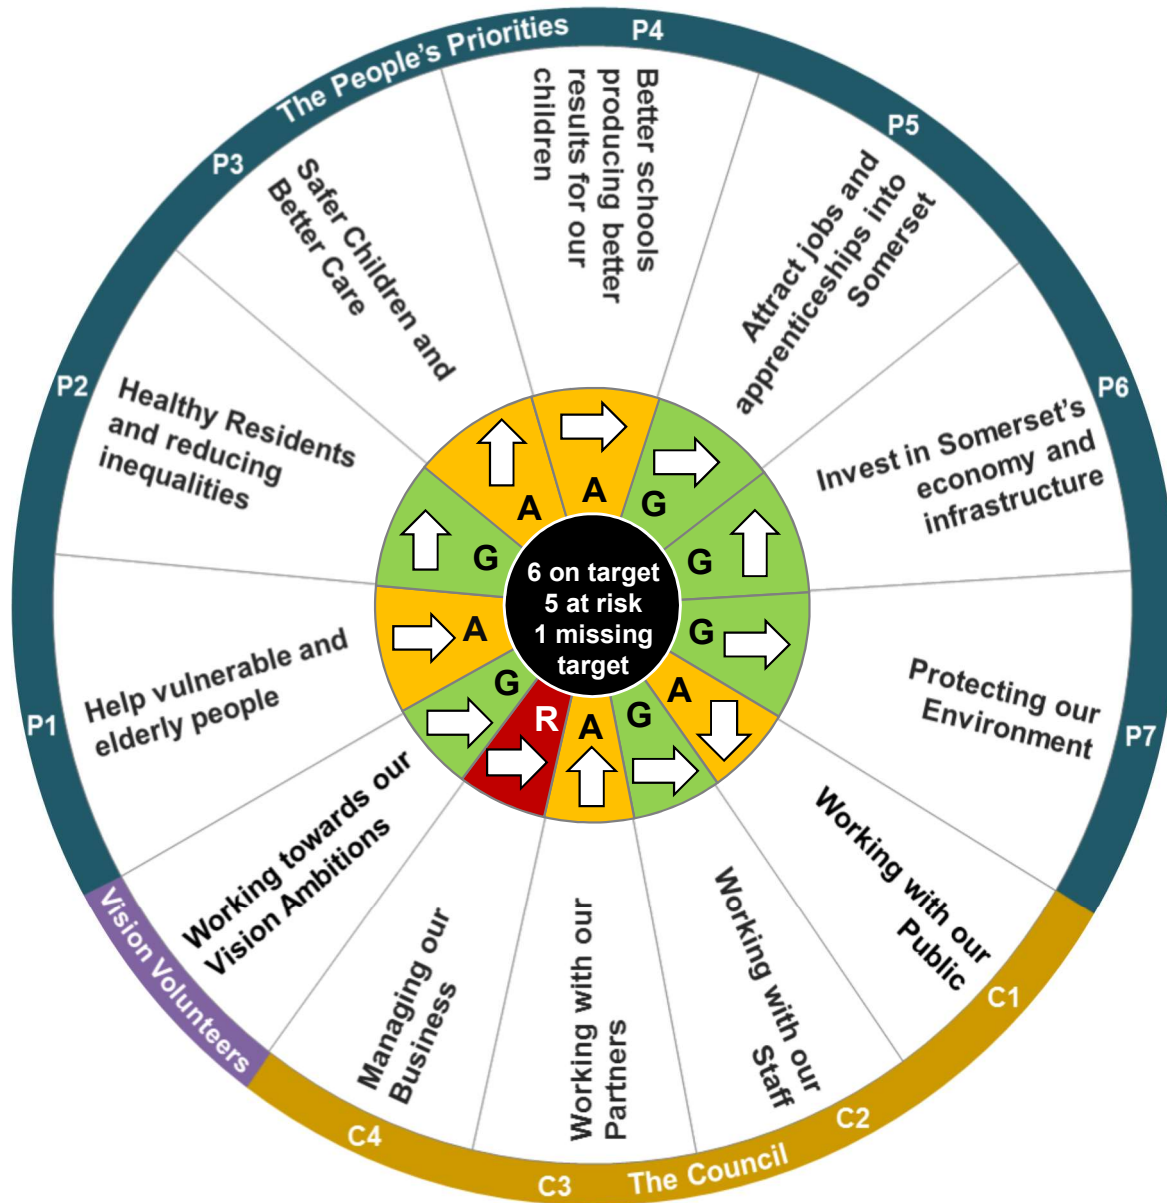 The People's Priorities
P4
Better schools
producing better
results for our
children
G
A
P5
Attract jobs and
apprenticeships into
Somerset
G
P6
Invest in Somerset's
economy and
infrastructure
G
P7
Protecting our
Environment
G
C1
Working with our
Public
A
C2
Working with our
Staff
G
The Council
C3
Working with our
Partners
A
C4
Managing our
Business
R
Vision Volunteers
Working towards our
Vision Ambitions
P1
Help vulnerable and
elderly people
A
P2
Healthy Residents
and reducing
inequalities
G
P3
Safer Children and
Better Care
A
6 on target
5 at risk
1 missing
target